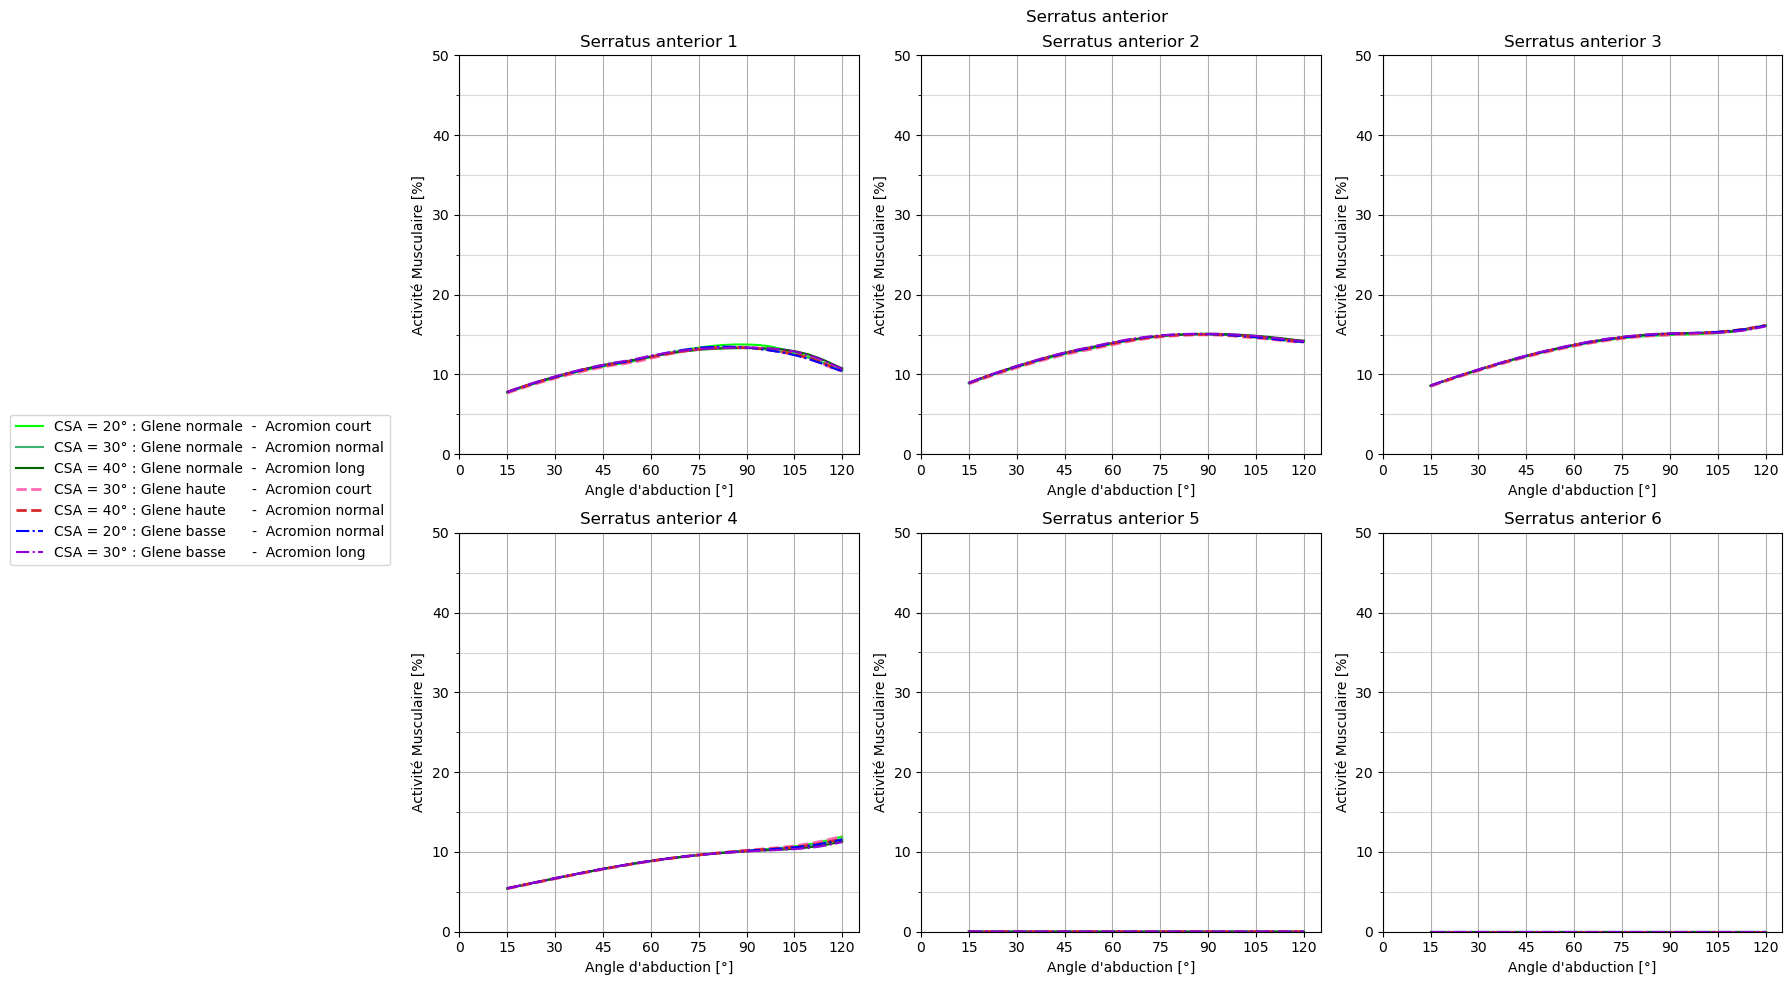 Serratus anterior
Serratus anterior 1
Serratus anterior 2
Serratus anterior 3
50
40
30
20
10
0
Activité Musculaire [%]
0 15 30 45 60 75 90 105 120
Angle d'abduction [°]
50
40
30
20
10
0
Activité Musculaire [%]
0 15 30 45 60 75 90 105 120
Angle d'abduction [°]
50
40
30
20
10
0
Activité Musculaire [%]
0 15 30 45 60 75 90 105 120
Angle d'abduction [°]
CSA = 20° : Glene normale - Acromion court
CSA = 30° : Glene normale - Acromion normal
CSA = 40° : Glene normale - Acromion long
CSA = 30° : Glene haute - Acromion court
CSA = 40° : Glene haute - Acromion normal
CSA = 20° : Glene basse - Acromion normal
CSA = 30° : Glene basse - Acromion long
Serratus anterior 4
Serratus anterior 5
Serratus anterior 6
50
40
30
20
10
0
Activité Musculaire [%]
0 15 30 45 60 75 90 105 120
Angle d'abduction [°]
50
40
30
20
10
0
Activité Musculaire [%]
0 15 30 45 60 75 90 105 120
Angle d'abduction [°]
50
40
30
20
10
0
Activité Musculaire [%]
0 15 30 45 60 75 90 105 120
Angle d'abduction [°]